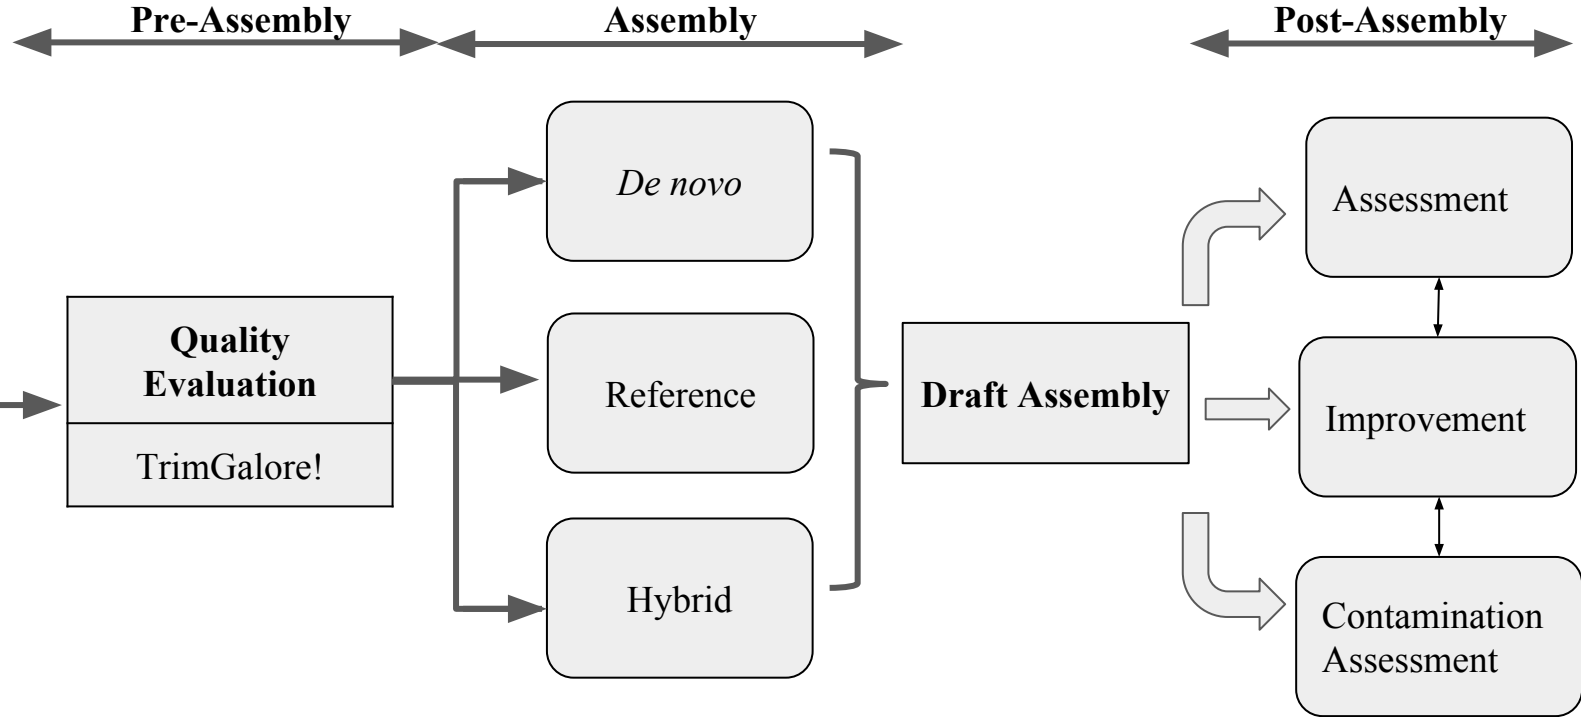 Pre-Assembly
Assembly
Post-Assembly
Quality
Evaluation
TrimGalore!
De novo
Reference
Hybrid
Draft Assembly
Assessment
Improvement
Contamination
Assessment